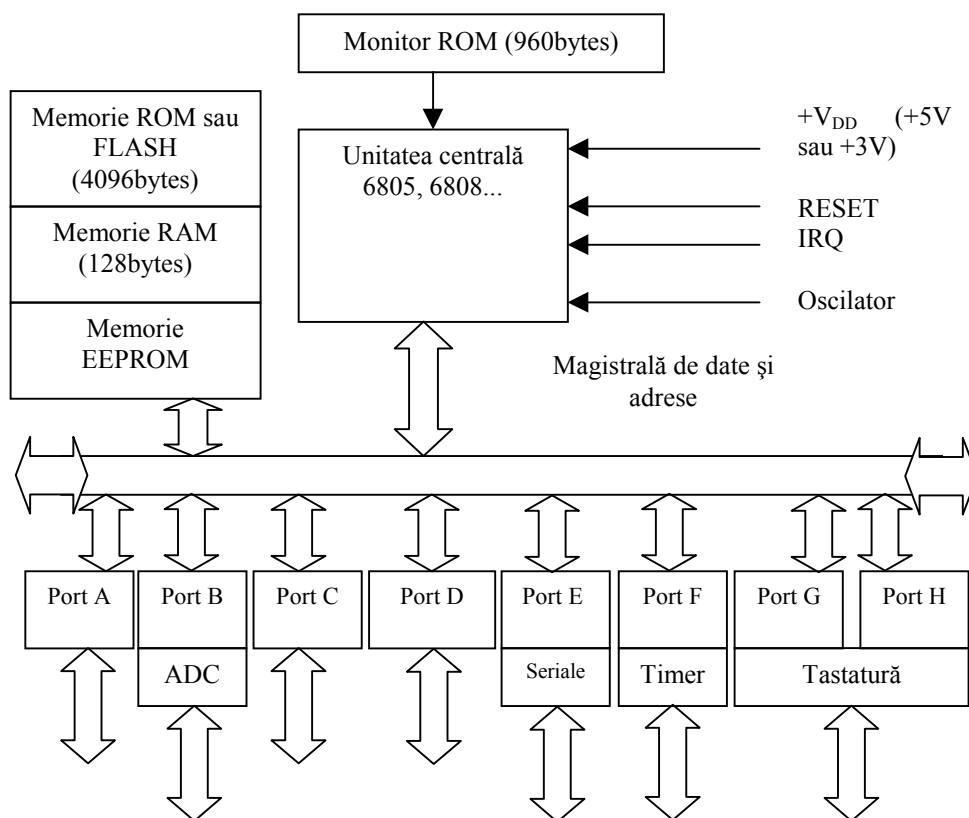 Monitor ROM (960bytes)
Memorie ROM sau
FLASH
(4096bytes)
Memorie RAM
(128bytes)
Memorie
EEPROM
Unitatea centrală
6805, 6808...
+VDD (+5V
sau +3V)
RESET
IRQ
Oscilator
Magistrală de date şi
adrese
Port A
Port B
Port C
Port D
Port E
Port F
Port G
Port H
ADC
Seriale
Timer
Tastatură